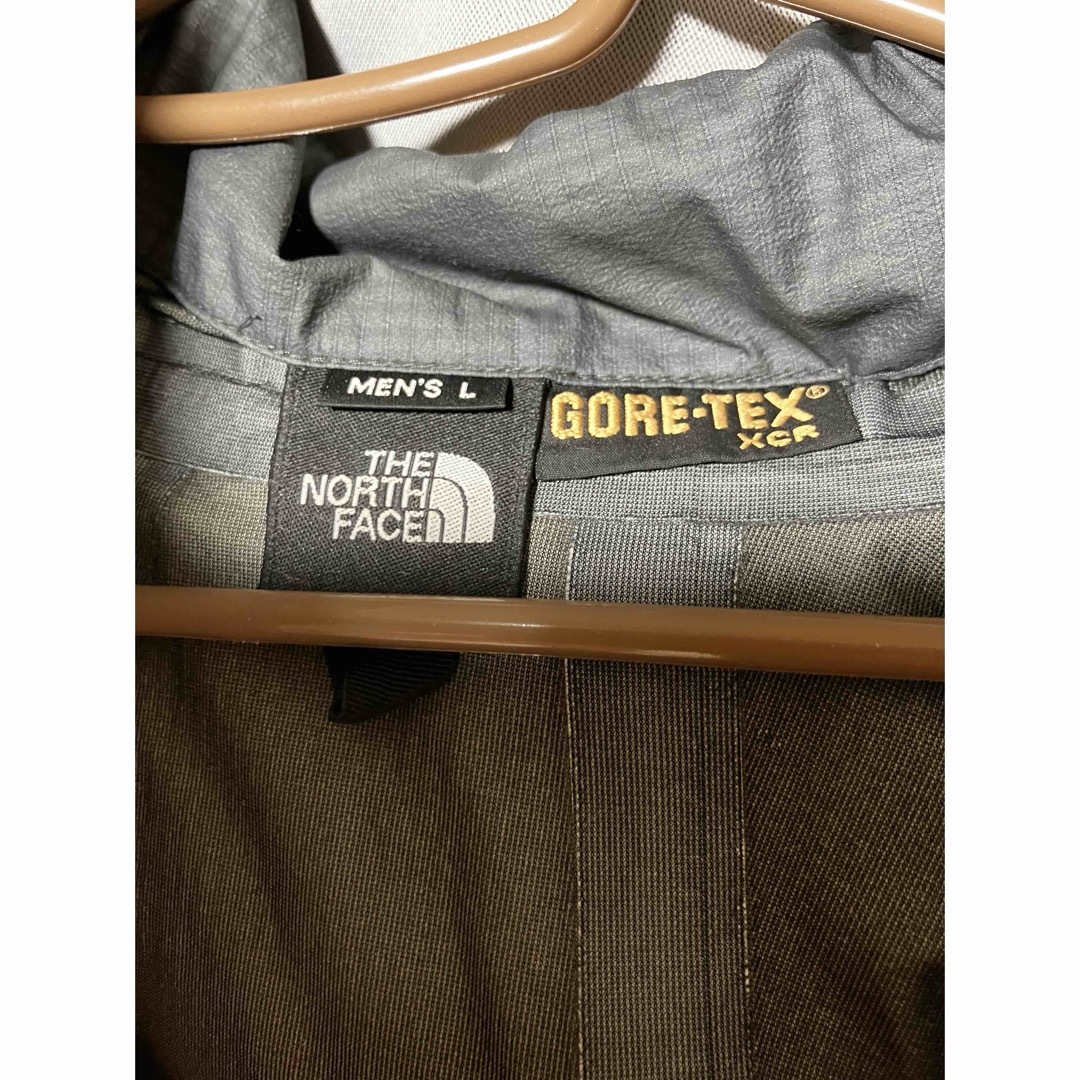 MEN'S L
GORE-TEX®
XCR
THE
NORTH
FACE